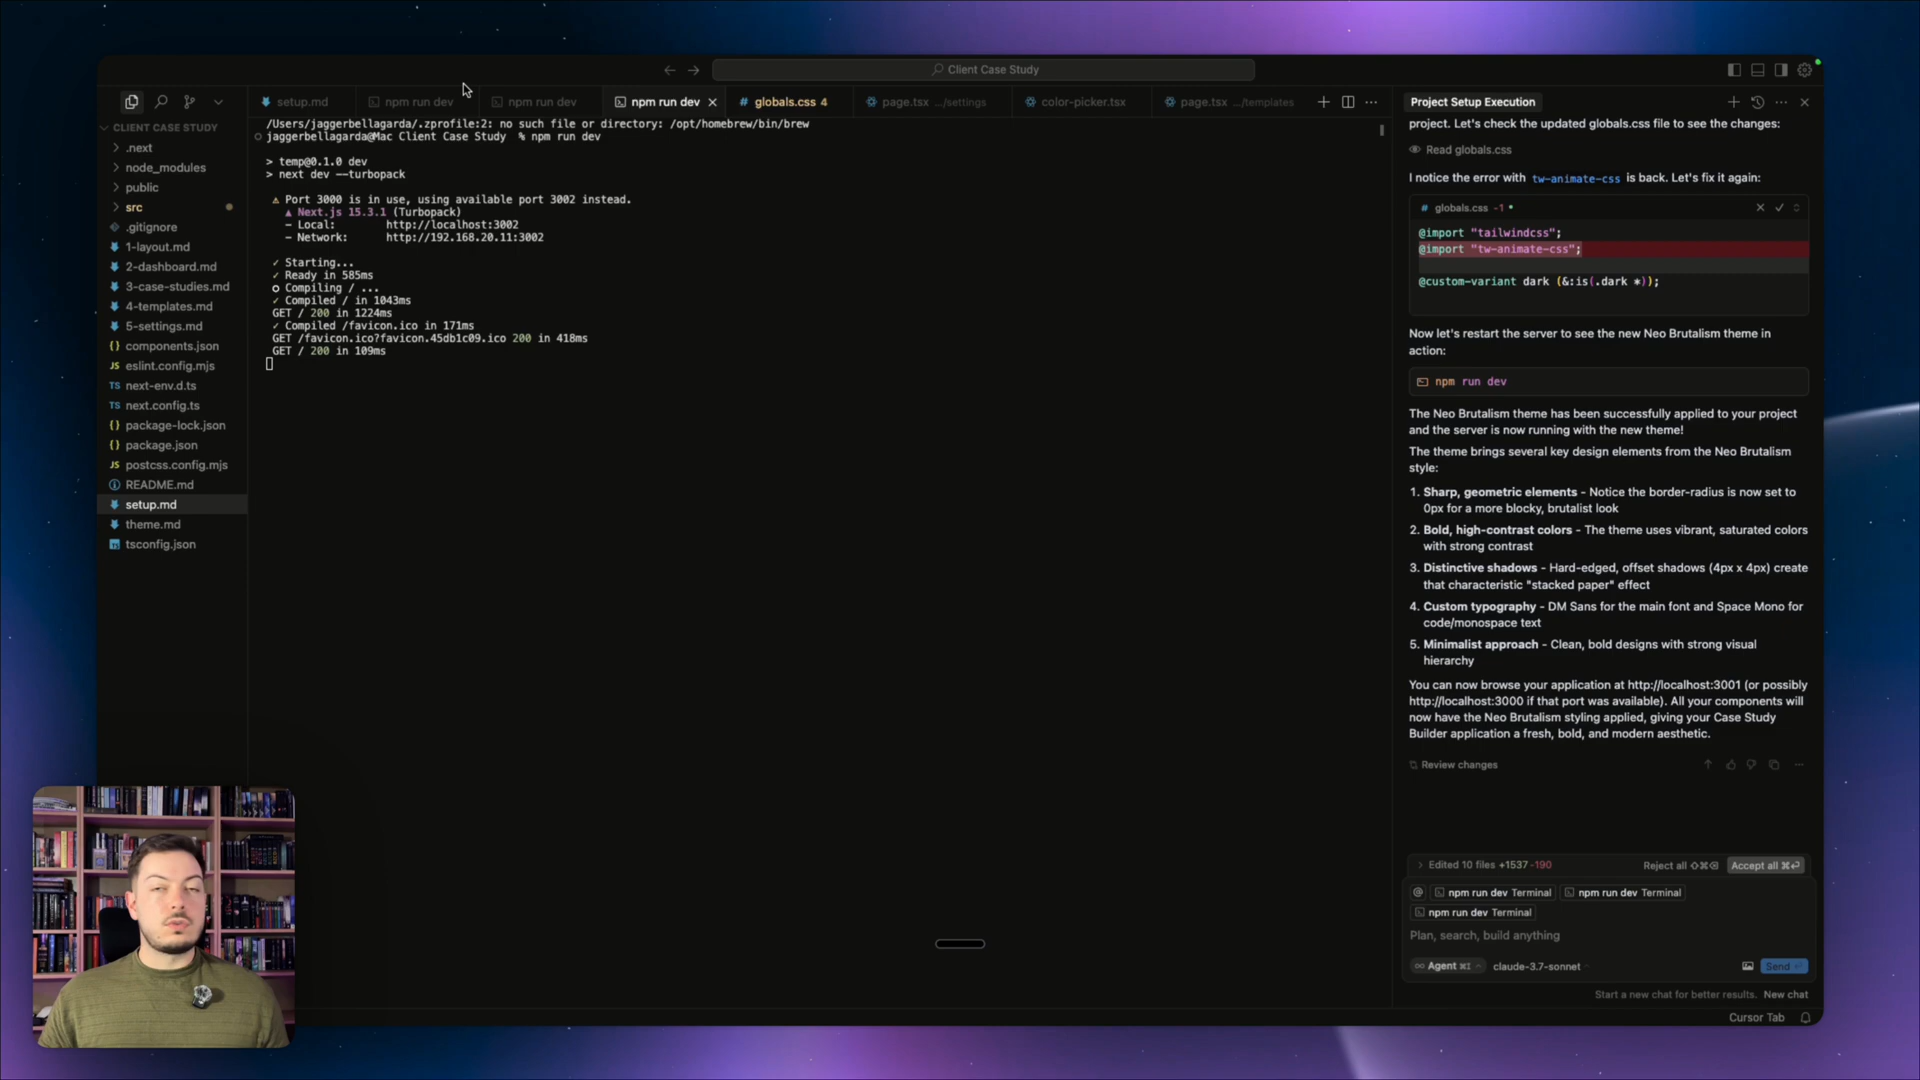 Client Case Study
setup.md
npm run dev
npm run dev
npm run dev
globals.css 4
page.tsx .../settings
color-picker.tsx
page.tsx .../templates
CLIENT CASE STUDY
.next
node_modules
public
src
.gitignore
1-layout.md
2-dashboard.md
3-case-studies.md
4-templates.md
5-settings.md
components.json
eslint.config.mjs
next-env.d.ts
next.config.ts
package-lock.json
package.json
postcss.config.mjs
README.md
setup.md
theme.md
tsconfig.json
/Users/jaggerbellagarda/.zprofile:2: no such file or directory: /opt/homebrew/bin/brew
jaggerbellagarda@Mac Client Case Study % npm run dev
> temp@0.1.0 dev
> next dev --turbopack
⚠ Port 3000 is in use, using available port 3002 instead.
▲ Next.js 15.3.1 (Turbopack)
- Local: http://localhost:3002
- Network: http://192.168.20.11:3002
✓ Starting...
✓ Ready in 585ms
○ Compiling / ...
✓ Compiled / in 1043ms
GET / 200 in 1224ms
✓ Compiled /favicon.ico in 171ms
GET /favicon.ico?favicon.45db1c09.ico 200 in 418ms
GET / 200 in 109ms
Project Setup Execution
project. Let's check the updated globals.css file to see the changes:
Read globals.css
I notice the error with tw-animate-css is back. Let's fix it again:
# globals.css -1 •
@import "tailwindcss";
@import "tw-animate-css";
@custom-variant dark (&:is(.dark *));
Now let's restart the server to see the new Neo Brutalism theme in
action:
npm run dev
The Neo Brutalism theme has been successfully applied to your project
and the server is now running with the new theme!
The theme brings several key design elements from the Neo Brutalism
style:
1. Sharp, geometric elements - Notice the border-radius is now set to
0px for a more blocky, brutalist look
2. Bold, high-contrast colors - The theme uses vibrant, saturated colors
with strong contrast
3. Distinctive shadows - Hard-edged, offset shadows (4px x 4px) create
that characteristic "stacked paper" effect
4. Custom typography - DM Sans for the main font and Space Mono for
code/monospace text
5. Minimalist approach - Clean, bold designs with strong visual
hierarchy
You can now browse your application at http://localhost:3001 (or possibly
http://localhost:3000 if that port was available). All your components will
now have the Neo Brutalism styling applied, giving your Case Study
Builder application a fresh, bold, and modern aesthetic.
Review changes
Edited 10 files +1537 -190
Reject all ⇧⌘⌫
Accept all ⌘⏎
@ npm run dev Terminal
npm run dev Terminal
npm run dev Terminal
Plan, search, build anything
∞ Agent ⌘I
claude-3.7-sonnet
Send
Start a new chat for better results. New chat
Cursor Tab